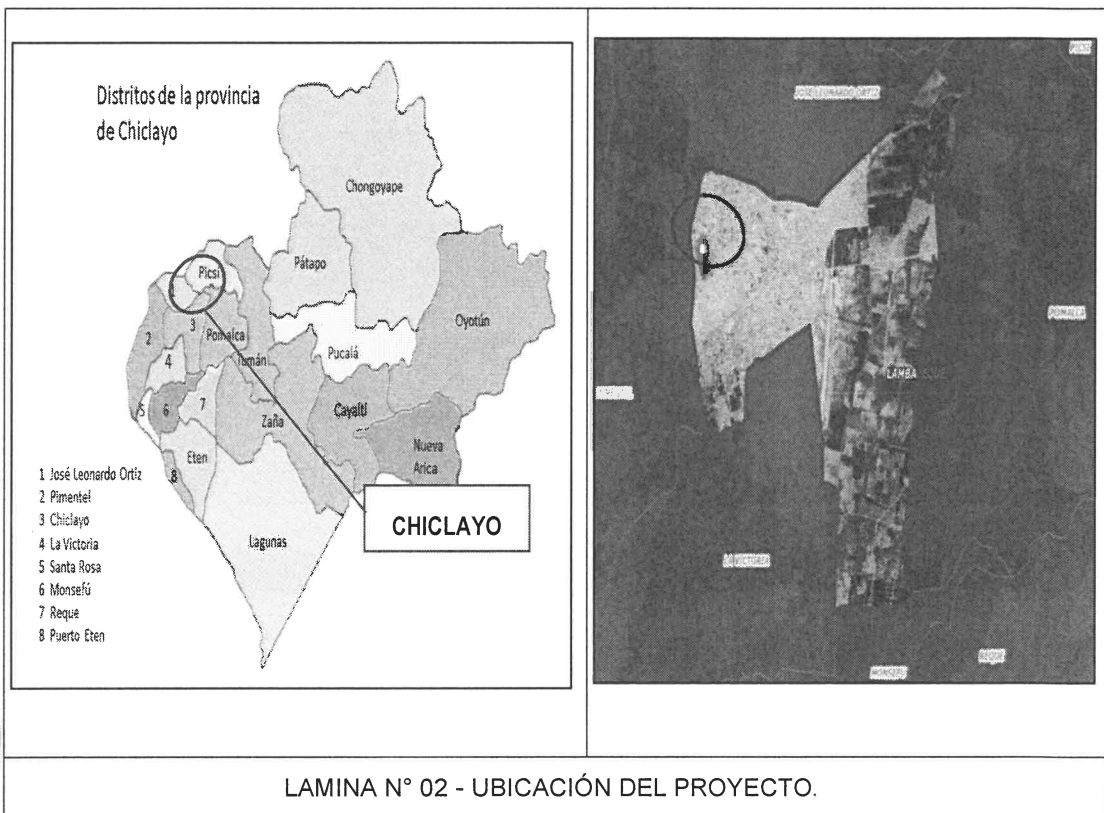 Distritos de la provincia
de Chiclayo
Chongoyape
Pátapo
Picsi
Oyotún
Pucalá
Pomalca
Tumán
Cayaltí
Zaña
Nueva
Arica
Eten
Lagunas
2
3
4
5
6
7
8
1 José Leonardo Ortiz
2 Pimentel
3 Chiclayo
4 La Victoria
5 Santa Rosa
6 Monsefú
7 Reque
8 Puerto Eten
CHICLAYO
JOSE LEONARDO ORTIZ
POMALCA
LAMBAYEQUE
LA VICTORIA
REQUE
MONSEFU
LAMINA N° 02 - UBICACIÓN DEL PROYECTO.